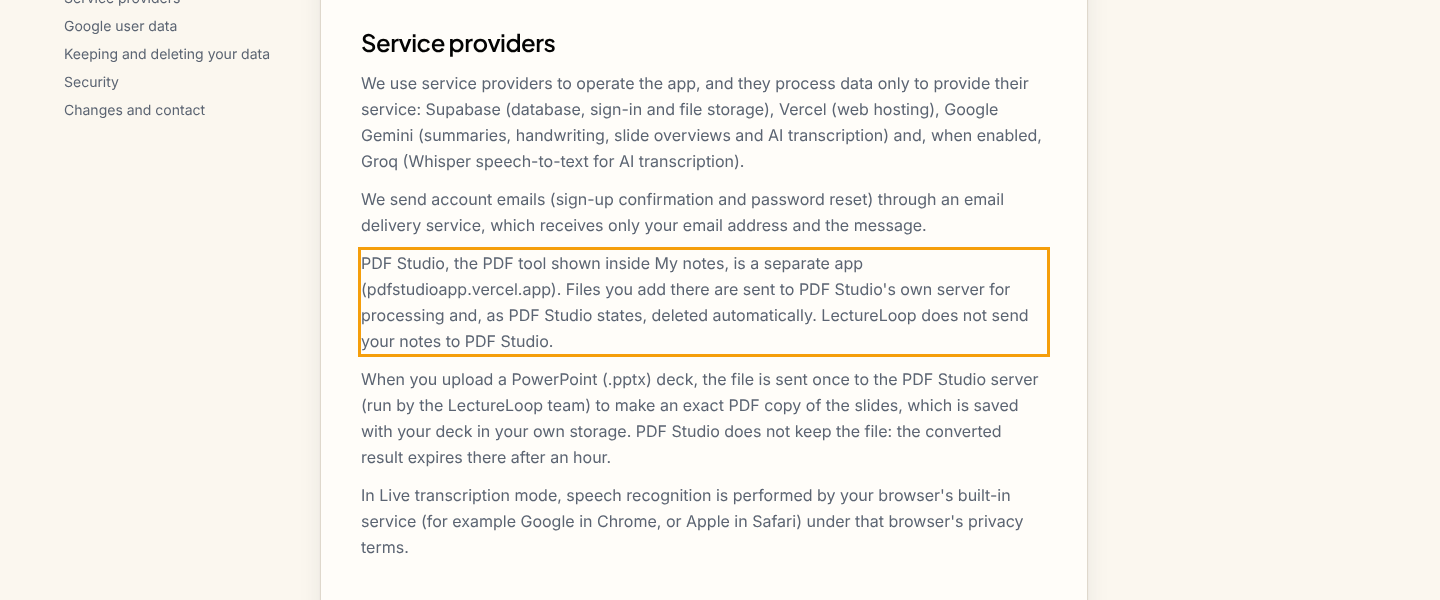 Service providers
Google user data
Keeping and deleting your data
Security
Changes and contact
Service providers
We use service providers to operate the app, and they process data only to provide their
service: Supabase (database, sign-in and file storage), Vercel (web hosting), Google
Gemini (summaries, handwriting, slide overviews and AI transcription) and, when enabled,
Groq (Whisper speech-to-text for AI transcription).
We send account emails (sign-up confirmation and password reset) through an email
delivery service, which receives only your email address and the message.
PDF Studio, the PDF tool shown inside My notes, is a separate app
(pdfstudioapp.vercel.app). Files you add there are sent to PDF Studio's own server for
processing and, as PDF Studio states, deleted automatically. LectureLoop does not send
your notes to PDF Studio.
When you upload a PowerPoint (.pptx) deck, the file is sent once to the PDF Studio server
(run by the LectureLoop team) to make an exact PDF copy of the slides, which is saved
with your deck in your own storage. PDF Studio does not keep the file: the converted
result expires there after an hour.
In Live transcription mode, speech recognition is performed by your browser's built-in
service (for example Google in Chrome, or Apple in Safari) under that browser's privacy
terms.